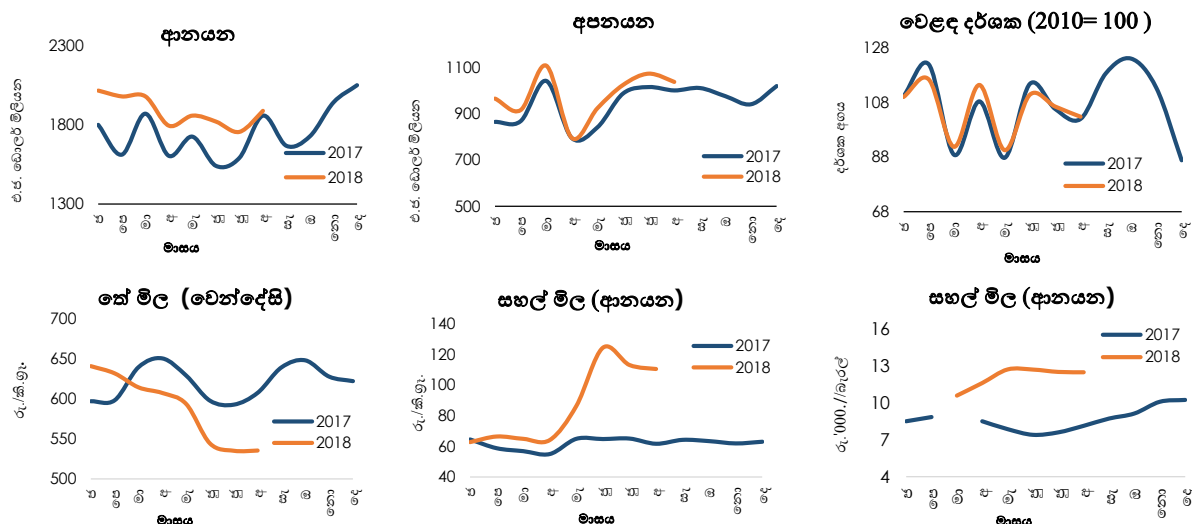 ආනයන
එ.ජ. ඩොලර් මිලියන
2300
1800
1300
2017
2018
ජ
පෙ
මා
අ
මැ
ජූ
ජූ
අ
සැ
ඔ
නො
දෙ
මාසය
අපනයන
එ.ජ. ඩොලර් මිලියන
1100
900
700
500
2017
2018
ජ
පෙ
මා
අ
මැ
ජූ
ජූ
අ
සැ
ඔ
නො
දෙ
මාසය
වෙළඳ දර්ශක (2010= 100 )
දර්ශක අගය
128
108
88
68
2017
2018
ජ
පෙ
මා
අ
මැ
ජූ
ජූ
අ
සැ
ඔ
නො
දෙ
මාසය
තේ මිල (වෙන්දේසි)
රු./කි.ග්‍රෑ.
700
650
600
550
500
2017
2018
ජ
පෙ
මා
අ
මැ
ජූ
ජූ
අ
සැ
ඔ
නො
දෙ
මාසය
සහල් මිල (ආනයන)
රු./කි.ග්‍රෑ.
140
120
100
80
60
40
2017
2018
ජ
පෙ
මා
අ
මැ
ජූ
ජූ
අ
සැ
ඔ
නො
දෙ
මාසය
සහල් මිල (ආනයන)
රු.'000.//බැරල්
16
13
10
7
4
2017
2018
ජ
පෙ
මා
අ
මැ
ජූ
ජූ
අ
සැ
ඔ
නො
දෙ
මාසය